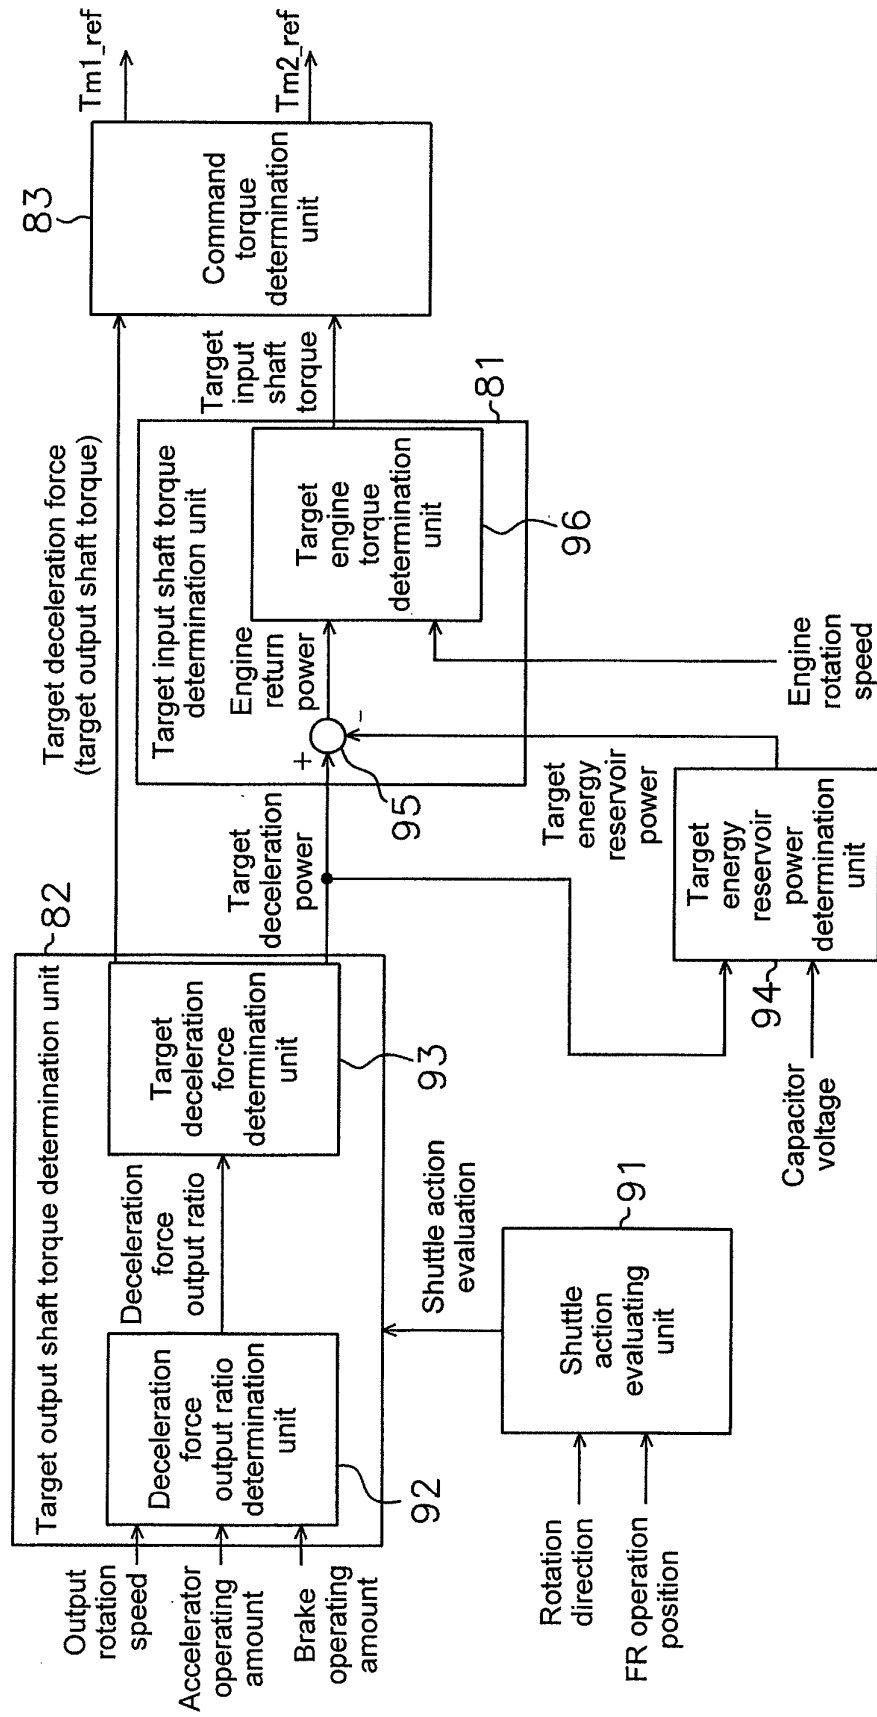 Target output shaft torque determination unit
82
Output
rotation
speed
Accelerator
operating
amount
Brake
operating
amount
Deceleration
force
output ratio
determination
unit
92
Deceleration
force
output ratio
Target
deceleration
force
determination
unit
93
Target deceleration force
(target output shaft torque)
Target
deceleration
power
Target input shaft torque
determination unit
81
+
-
95
Engine
return
power
Target
engine
torque
determination
unit
96
Target
input
shaft
torque
83
Command
torque
determination
unit
Tm1_ref
Tm2_ref
Rotation
direction
FR operation
position
Shuttle
action
evaluating
unit
91
Shuttle action
evaluation
Capacitor
voltage
94
Target
energy
reservoir
power
determination
unit
Target
energy
reservoir
power
Engine
rotation
speed